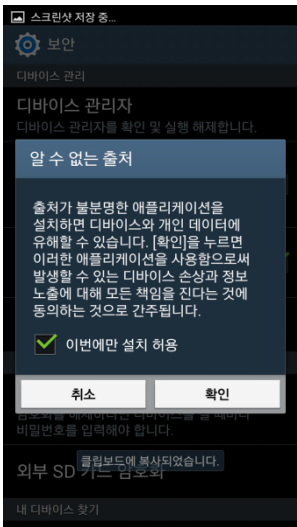 스크린샷 저장 중...
보안
디바이스 관리
디바이스 관리자
디바이스 관리자를 확인 및 실행 해제합니다.
알 수 없는 출처
출처가 불분명한 애플리케이션을
설치하면 디바이스와 개인 데이터에
유해할 수 있습니다. [확인]을 누르면
이러한 애플리케이션을 사용함으로써
발생할 수 있는 디바이스 손상과 정보
노출에 대해 모든 책임을 진다는 것에
동의하는 것으로 간주됩니다.
이번에만 설치 허용
취소 확인
비밀번호를 입력해야 합니다.
클립보드에 복사되었습니다.
외부 SD 카드 암호화
내 디바이스 찾기